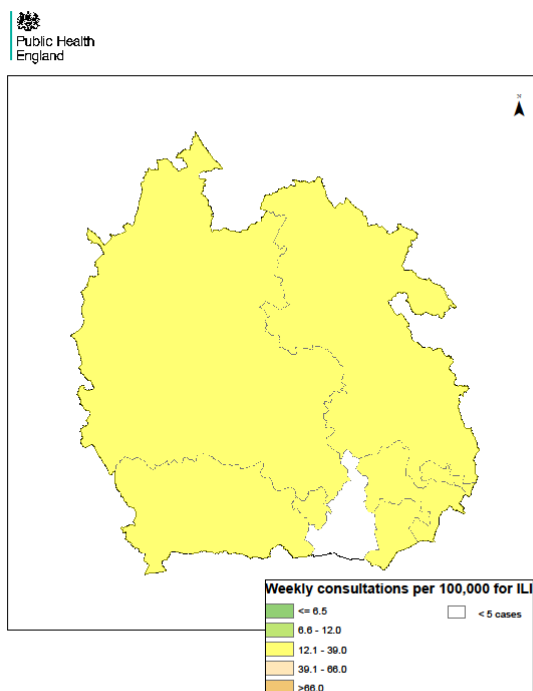 Public Health
England
N
Weekly consultations per 100,000 for ILI
<= 6.5
< 5 cases
6.6 - 12.0
12.1 - 39.0
39.1 - 66.0
>66.0